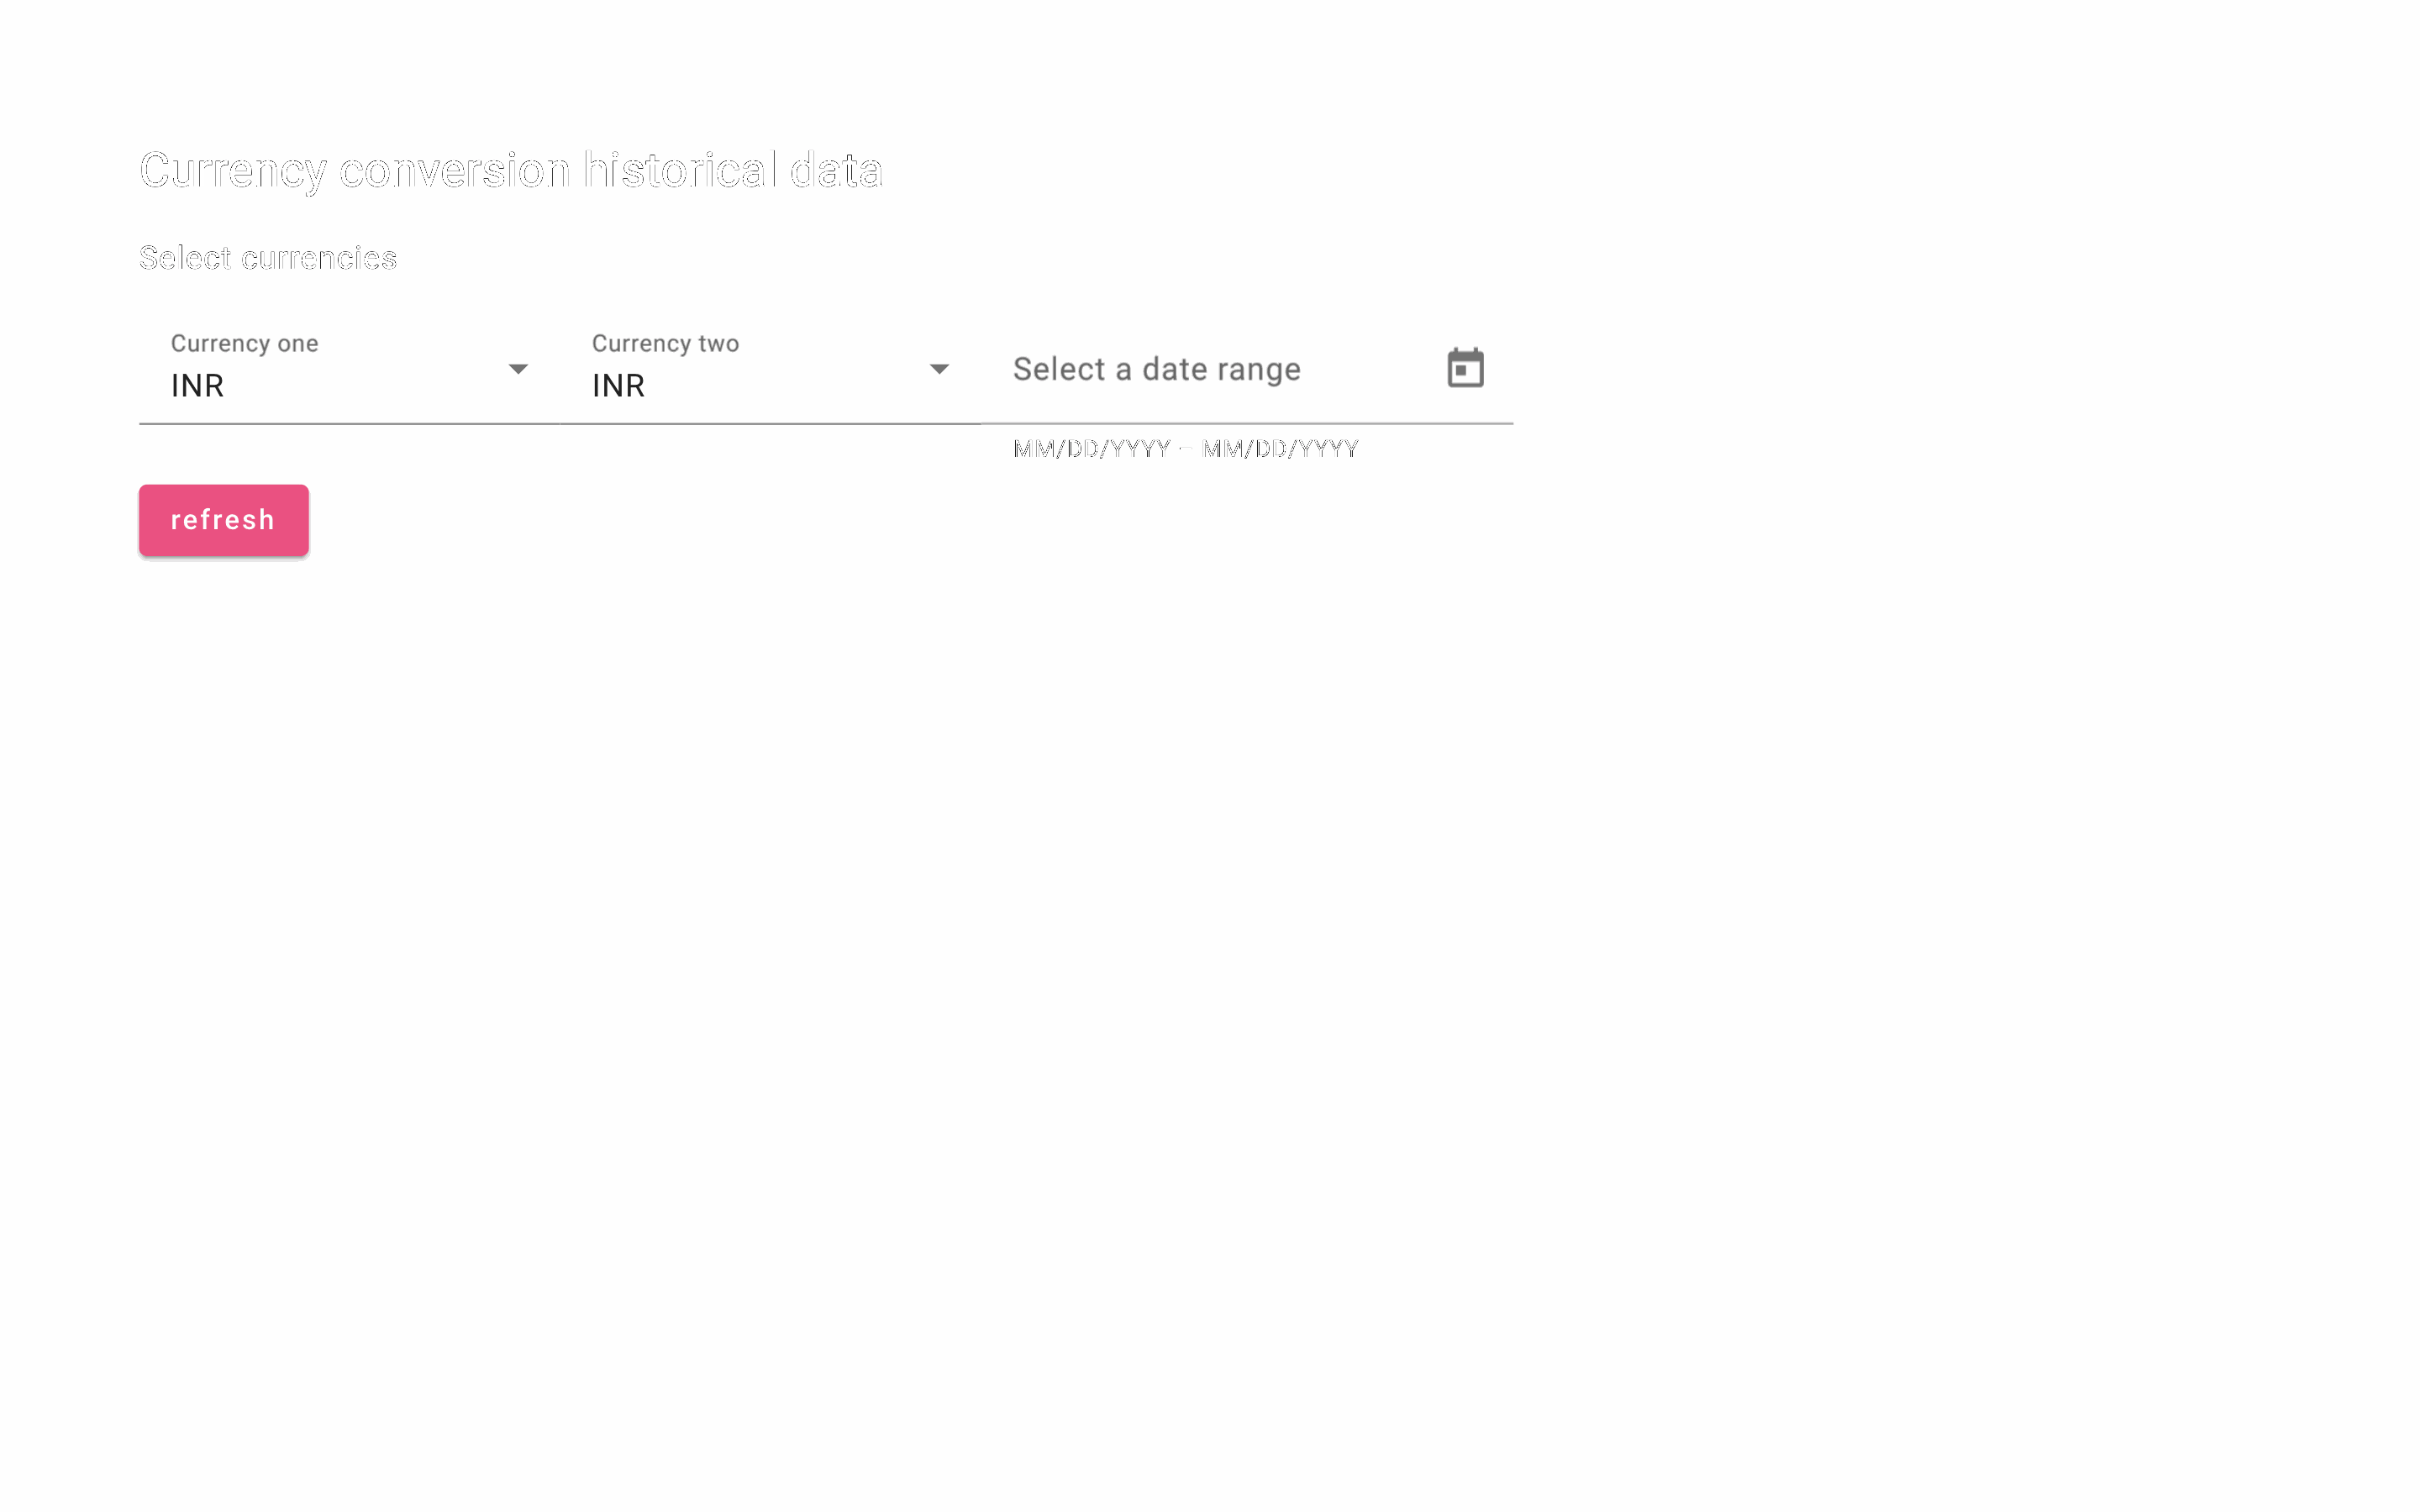 Currency conversion historical data
Select currencies
Currency one
INR
Currency two
INR
Select a date range
MM/DD/YYYY – MM/DD/YYYY
refresh